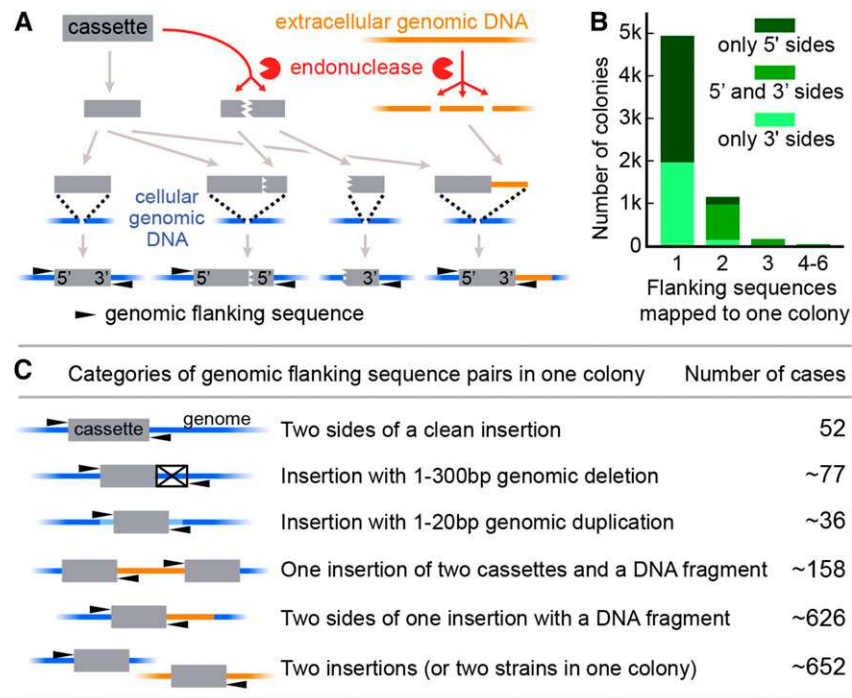 A
cassette
extracellular genomic DNA
endonuclease
cellular
genomic
DNA
5' 3'
5' 5'
3'
5' 3'
genomic flanking sequence
B
Number of colonies
5k
4k
3k
2k
1k
0
only 5' sides
5' and 3' sides
only 3' sides
1 2 3 4-6
Flanking sequences
mapped to one colony
C Categories of genomic flanking sequence pairs in one colony Number of cases
cassette genome Two sides of a clean insertion 52
Insertion with 1-300bp genomic deletion ~77
Insertion with 1-20bp genomic duplication ~36
One insertion of two cassettes and a DNA fragment ~158
Two sides of one insertion with a DNA fragment ~626
Two insertions (or two strains in one colony) ~652